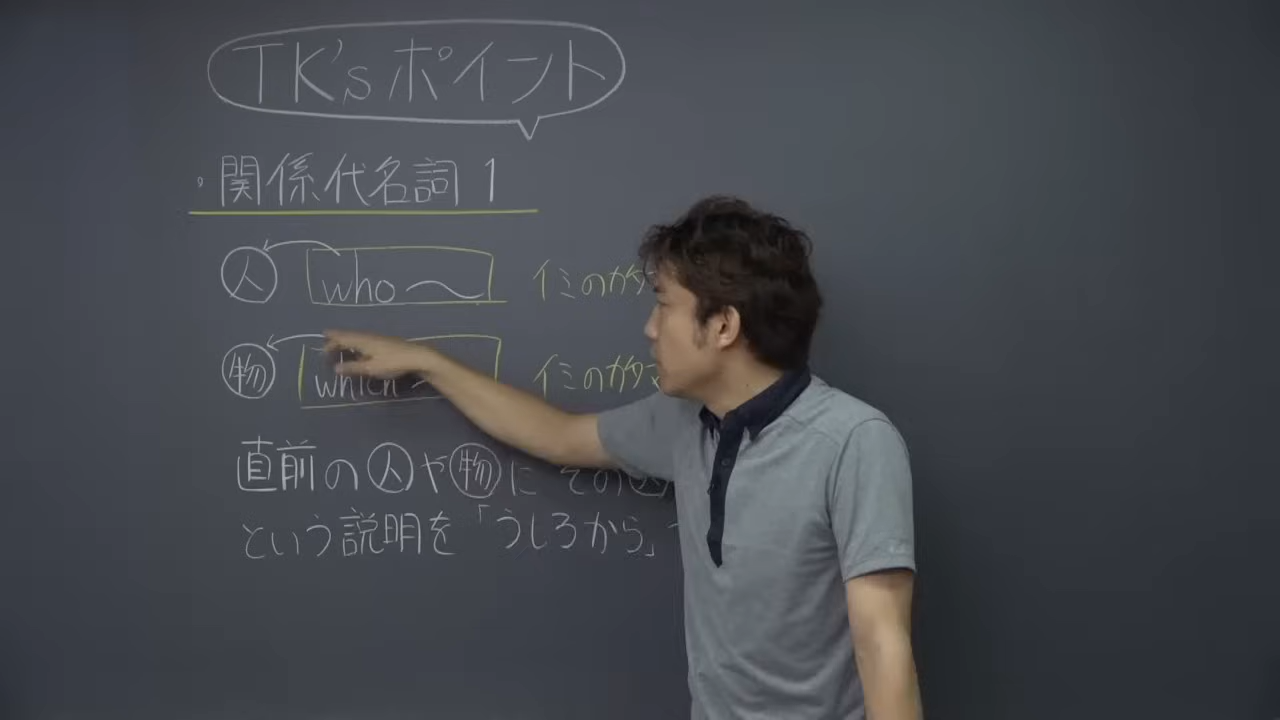 TK'sポイント
・関係代名詞 1
人 who〜 イミのカタ
物 which イミのカタ
直前の人や物に その
という説明を「うしろから」